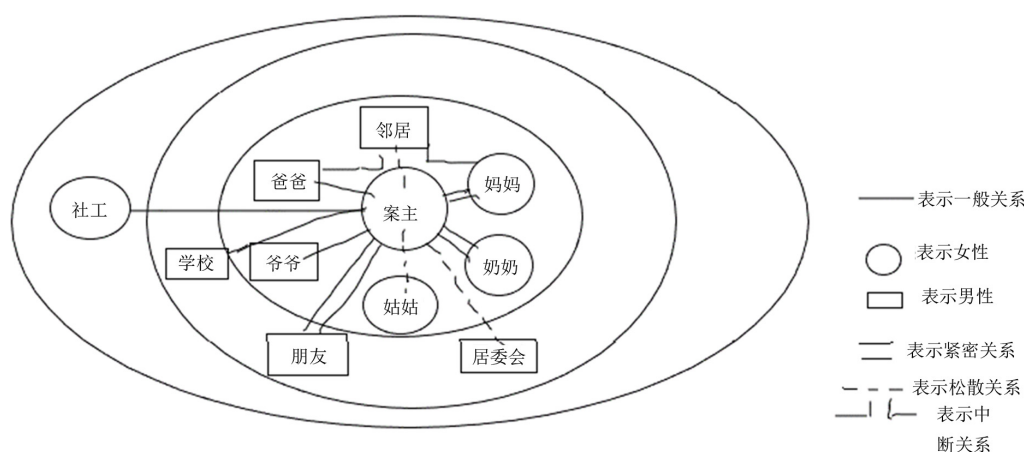 邻居
爸爸
妈妈
社工
案主
学校
爷爷
奶奶
姑姑
朋友
居委会
表示一般关系
表示女性
表示男性
表示紧密关系
表示松散关系
表示中
断关系